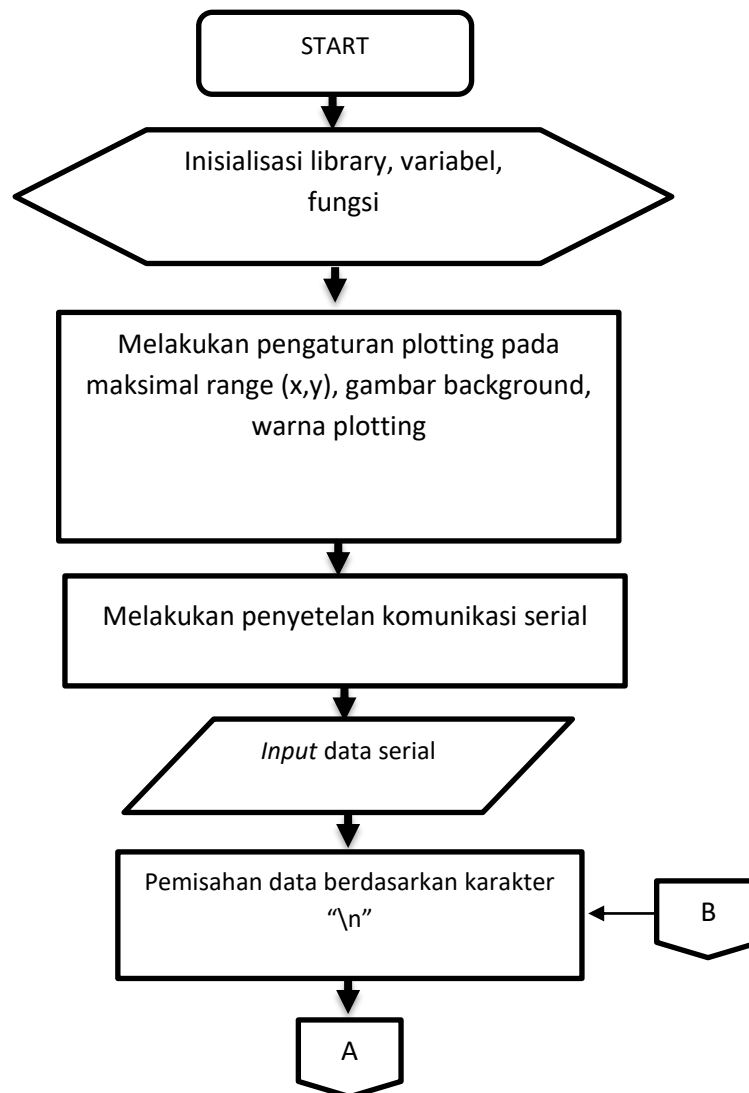 START
Inisialisasi library, variabel,
fungsi
Melakukan pengaturan plotting pada
maksimal range (x,y), gambar background,
warna plotting
Melakukan penyetelan komunikasi serial
Input data serial
Pemisahan data berdasarkan karakter
“\n”
B
A